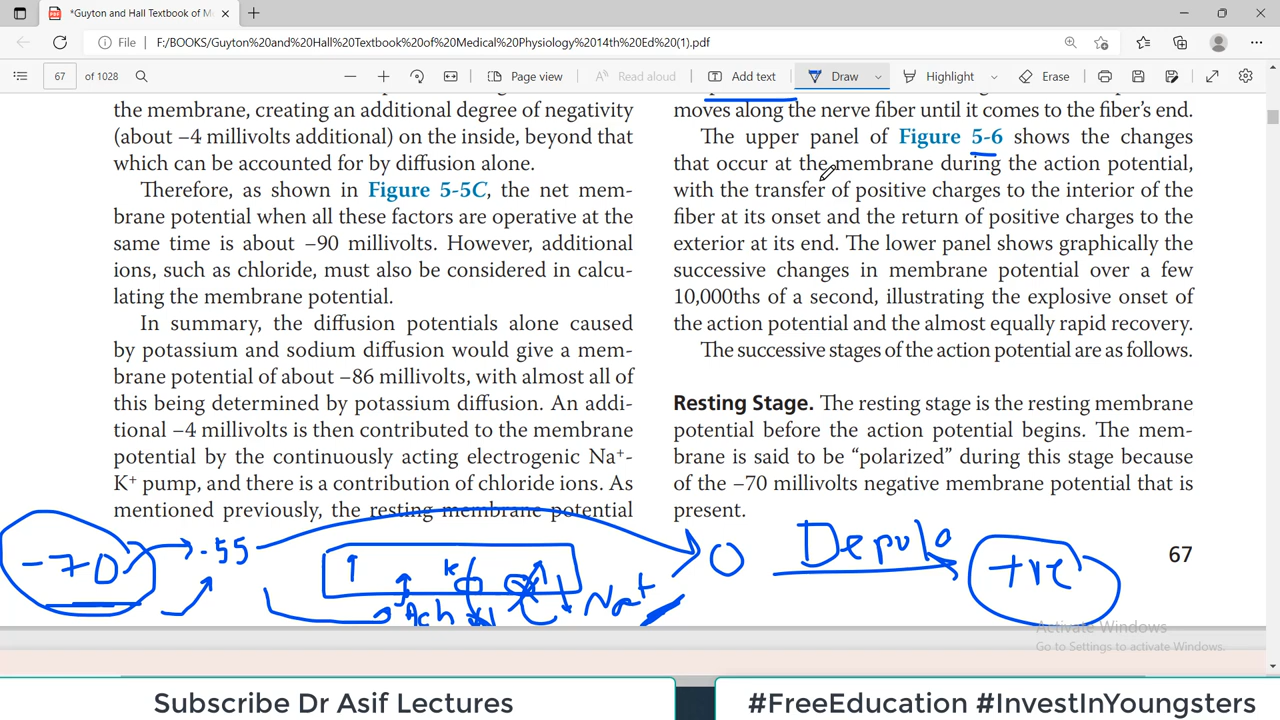 *Guyton and Hall Textbook of M
File
F:/BOOKS/Guyton%20and%20Hall%20Textbook%20of%20Medical%20Physiology%2014th%20Ed%20(1).pdf
67 of 1028
Page view
Read aloud
Add text
Draw
Highlight
Erase
the membrane, creating an additional degree of negativity
(about –4 millivolts additional) on the inside, beyond that
which can be accounted for by diffusion alone.
Therefore, as shown in Figure 5-5C, the net mem-
brane potential when all these factors are operative at the
same time is about –90 millivolts. However, additional
ions, such as chloride, must also be considered in calcu-
lating the membrane potential.
In summary, the diffusion potentials alone caused
by potassium and sodium diffusion would give a mem-
brane potential of about –86 millivolts, with almost all of
this being determined by potassium diffusion. An addi-
tional –4 millivolts is then contributed to the membrane
potential by the continuously acting electrogenic Na+-
K+ pump, and there is a contribution of chloride ions. As
mentioned previously, the resting membrane potential
moves along the nerve fiber until it comes to the fiber's end.
The upper panel of Figure 5-6 shows the changes
that occur at the membrane during the action potential,
with the transfer of positive charges to the interior of the
fiber at its onset and the return of positive charges to the
exterior at its end. The lower panel shows graphically the
successive changes in membrane potential over a few
10,000ths of a second, illustrating the explosive onset of
the action potential and the almost equally rapid recovery.
The successive stages of the action potential are as follows.
Resting Stage. The resting stage is the resting membrane
potential before the action potential begins. The mem-
brane is said to be "polarized" during this stage because
of the –70 millivolts negative membrane potential that is
present.
67
-70
-55
K
Ach
Na+
0
Depola
+ve
Activate Windows
Go to Settings to activate Windows.
Subscribe Dr Asif Lectures
#FreeEducation #InvestInYoungsters